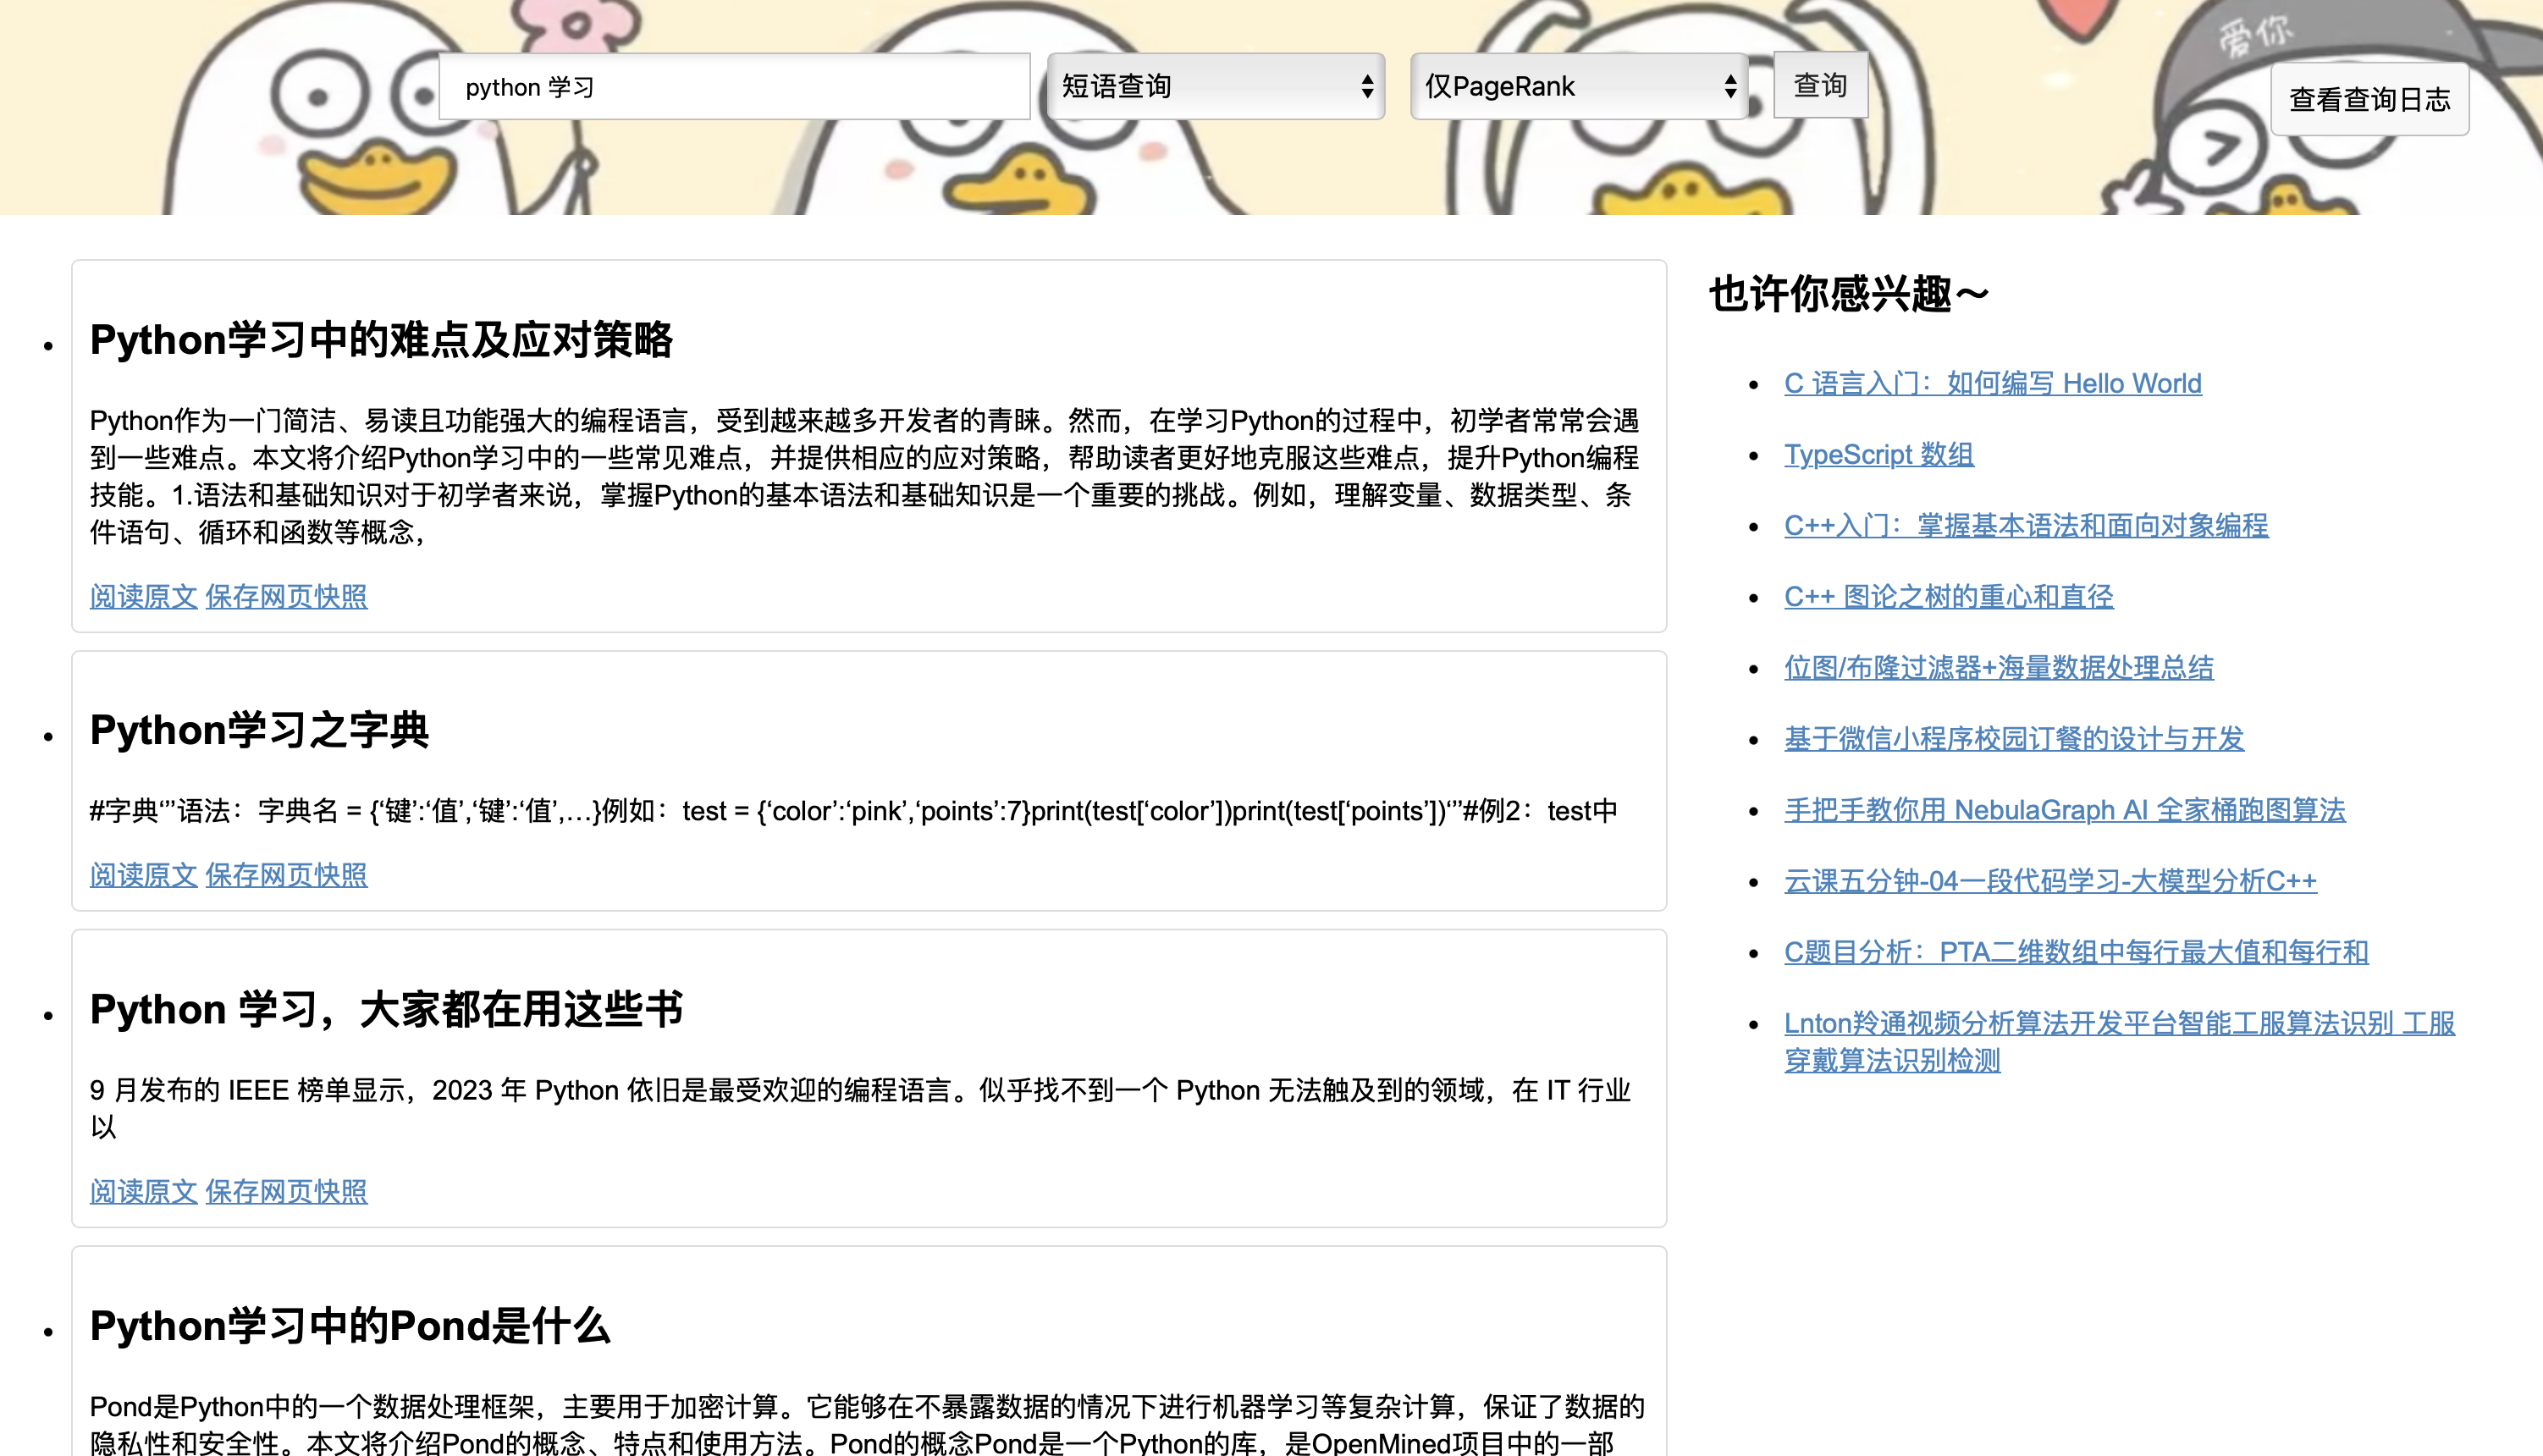 爱你
python 学习
短语查询
仅PageRank
查询
查看查询日志
Python学习中的难点及应对策略
Python作为一门简洁、易读且功能强大的编程语言，受到越来越多开发者的青睐。然而，在学习Python的过程中，初学者常常会遇
到一些难点。本文将介绍Python学习中的一些常见难点，并提供相应的应对策略，帮助读者更好地克服这些难点，提升Python编程
技能。1.语法和基础知识对于初学者来说，掌握Python的基本语法和基础知识是一个重要的挑战。例如，理解变量、数据类型、条
件语句、循环和函数等概念，
阅读原文 保存网页快照
Python学习之字典
#字典‘’’语法：字典名 = {‘键’:‘值’,‘键’:‘值’,…}例如：test = {‘color’:‘pink’,‘points’:7}print(test[‘color’])print(test[‘points’])‘’’#例2：test中
阅读原文 保存网页快照
Python 学习，大家都在用这些书
9 月发布的 IEEE 榜单显示，2023 年 Python 依旧是最受欢迎的编程语言。似乎找不到一个 Python 无法触及到的领域，在 IT 行业
以
阅读原文 保存网页快照
Python学习中的Pond是什么
Pond是Python中的一个数据处理框架，主要用于加密计算。它能够在不暴露数据的情况下进行机器学习等复杂计算，保证了数据的
隐私性和安全性。本文将介绍Pond的概念、特点和使用方法。Pond的概念Pond是一个Python的库，是OpenMined项目中的一部
也许你感兴趣～
C 语言入门：如何编写 Hello World
TypeScript 数组
C++入门：掌握基本语法和面向对象编程
C++ 图论之树的重心和直径
位图/布隆过滤器+海量数据处理总结
基于微信小程序校园订餐的设计与开发
手把手教你用 NebulaGraph AI 全家桶跑图算法
云课五分钟-04一段代码学习-大模型分析C++
C题目分析：PTA二维数组中每行最大值和每行和
Lnton羚通视频分析算法开发平台智能工服算法识别 工服
穿戴算法识别检测